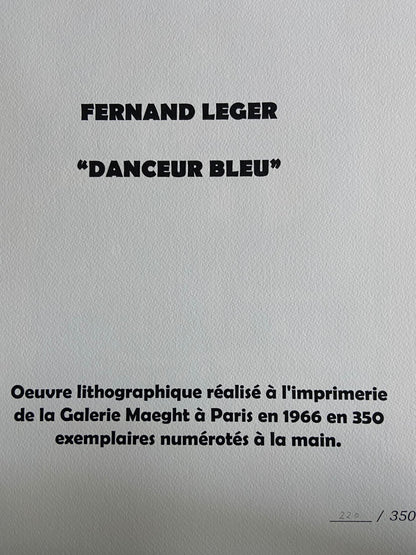 FERNAND LEGER
“DANCEUR BLEU”
Oeuvre lithographique réalisé à l'imprimerie
de la Galerie Maeght à Paris en 1966 en 350
exemplaires numérotés à la main.
220 / 350